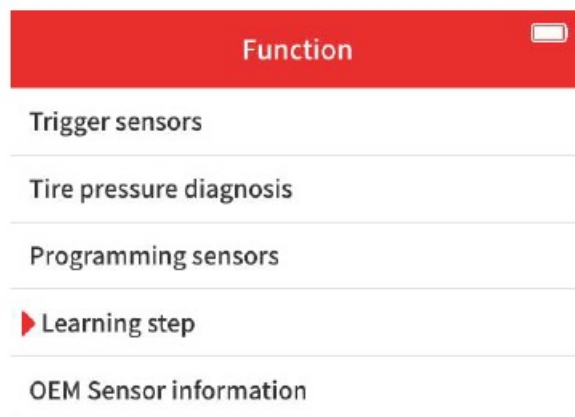 Function
Trigger sensors
Tire pressure diagnosis
Programming sensors
Learning step
OEM Sensor information